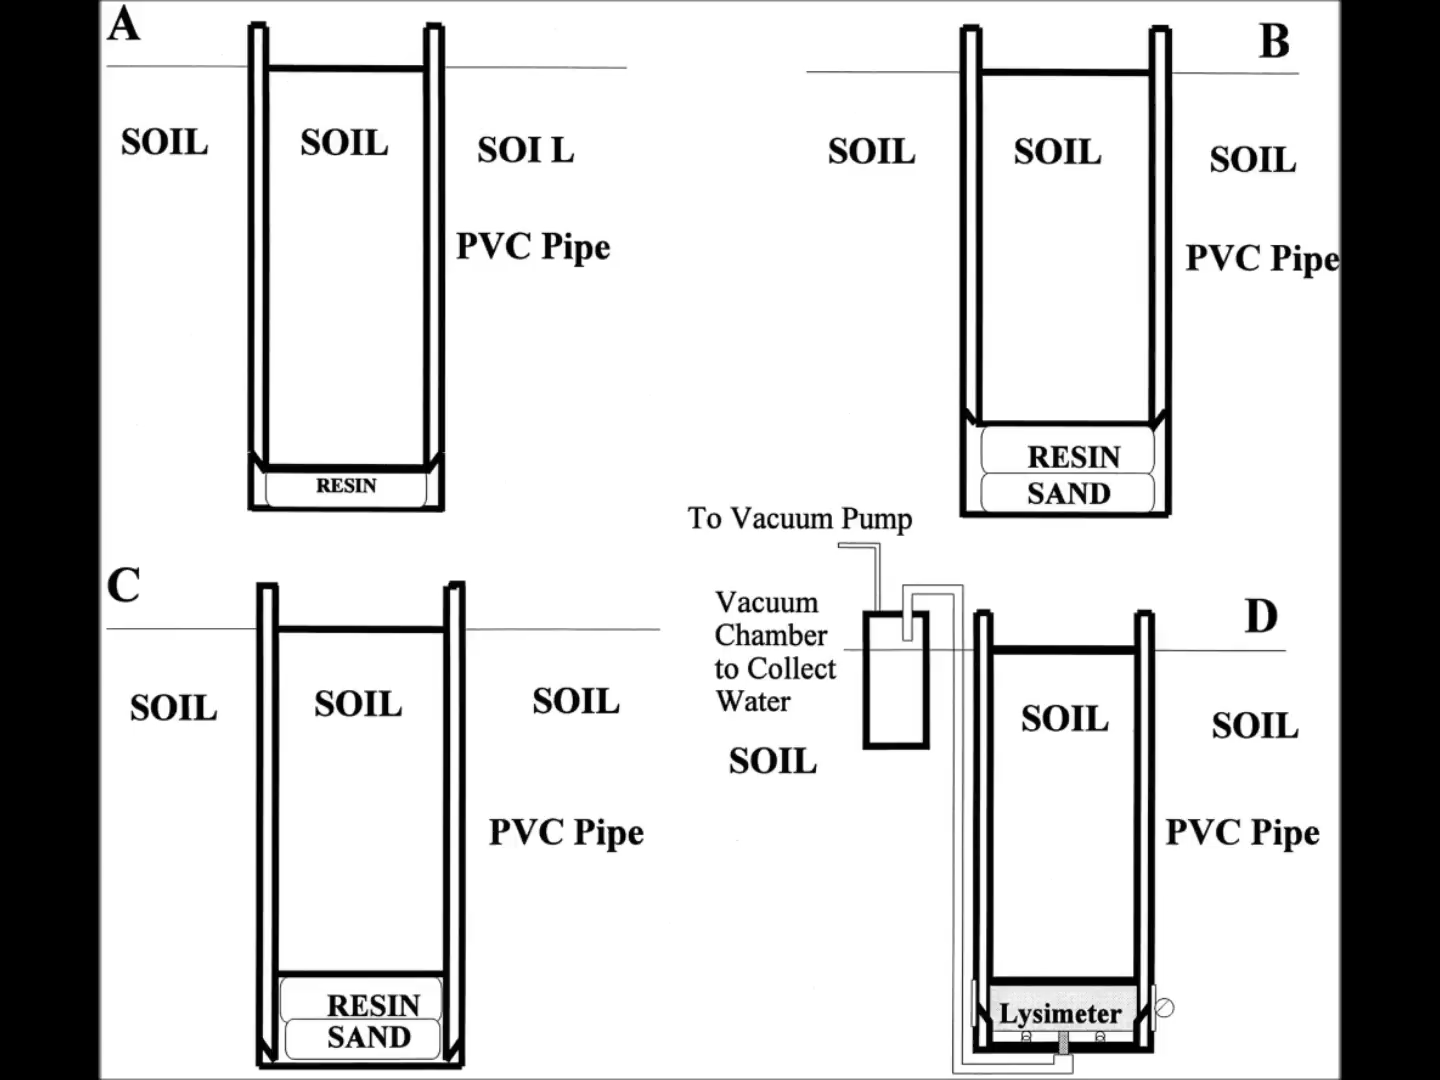 A
SOIL
SOIL
SOI L
PVC Pipe
RESIN
B
SOIL
SOIL
SOIL
PVC Pipe
RESIN
SAND
C
SOIL
SOIL
SOIL
PVC Pipe
RESIN
SAND
To Vacuum Pump
Vacuum
Chamber
to Collect
Water
SOIL
D
SOIL
SOIL
PVC Pipe
Lysimeter